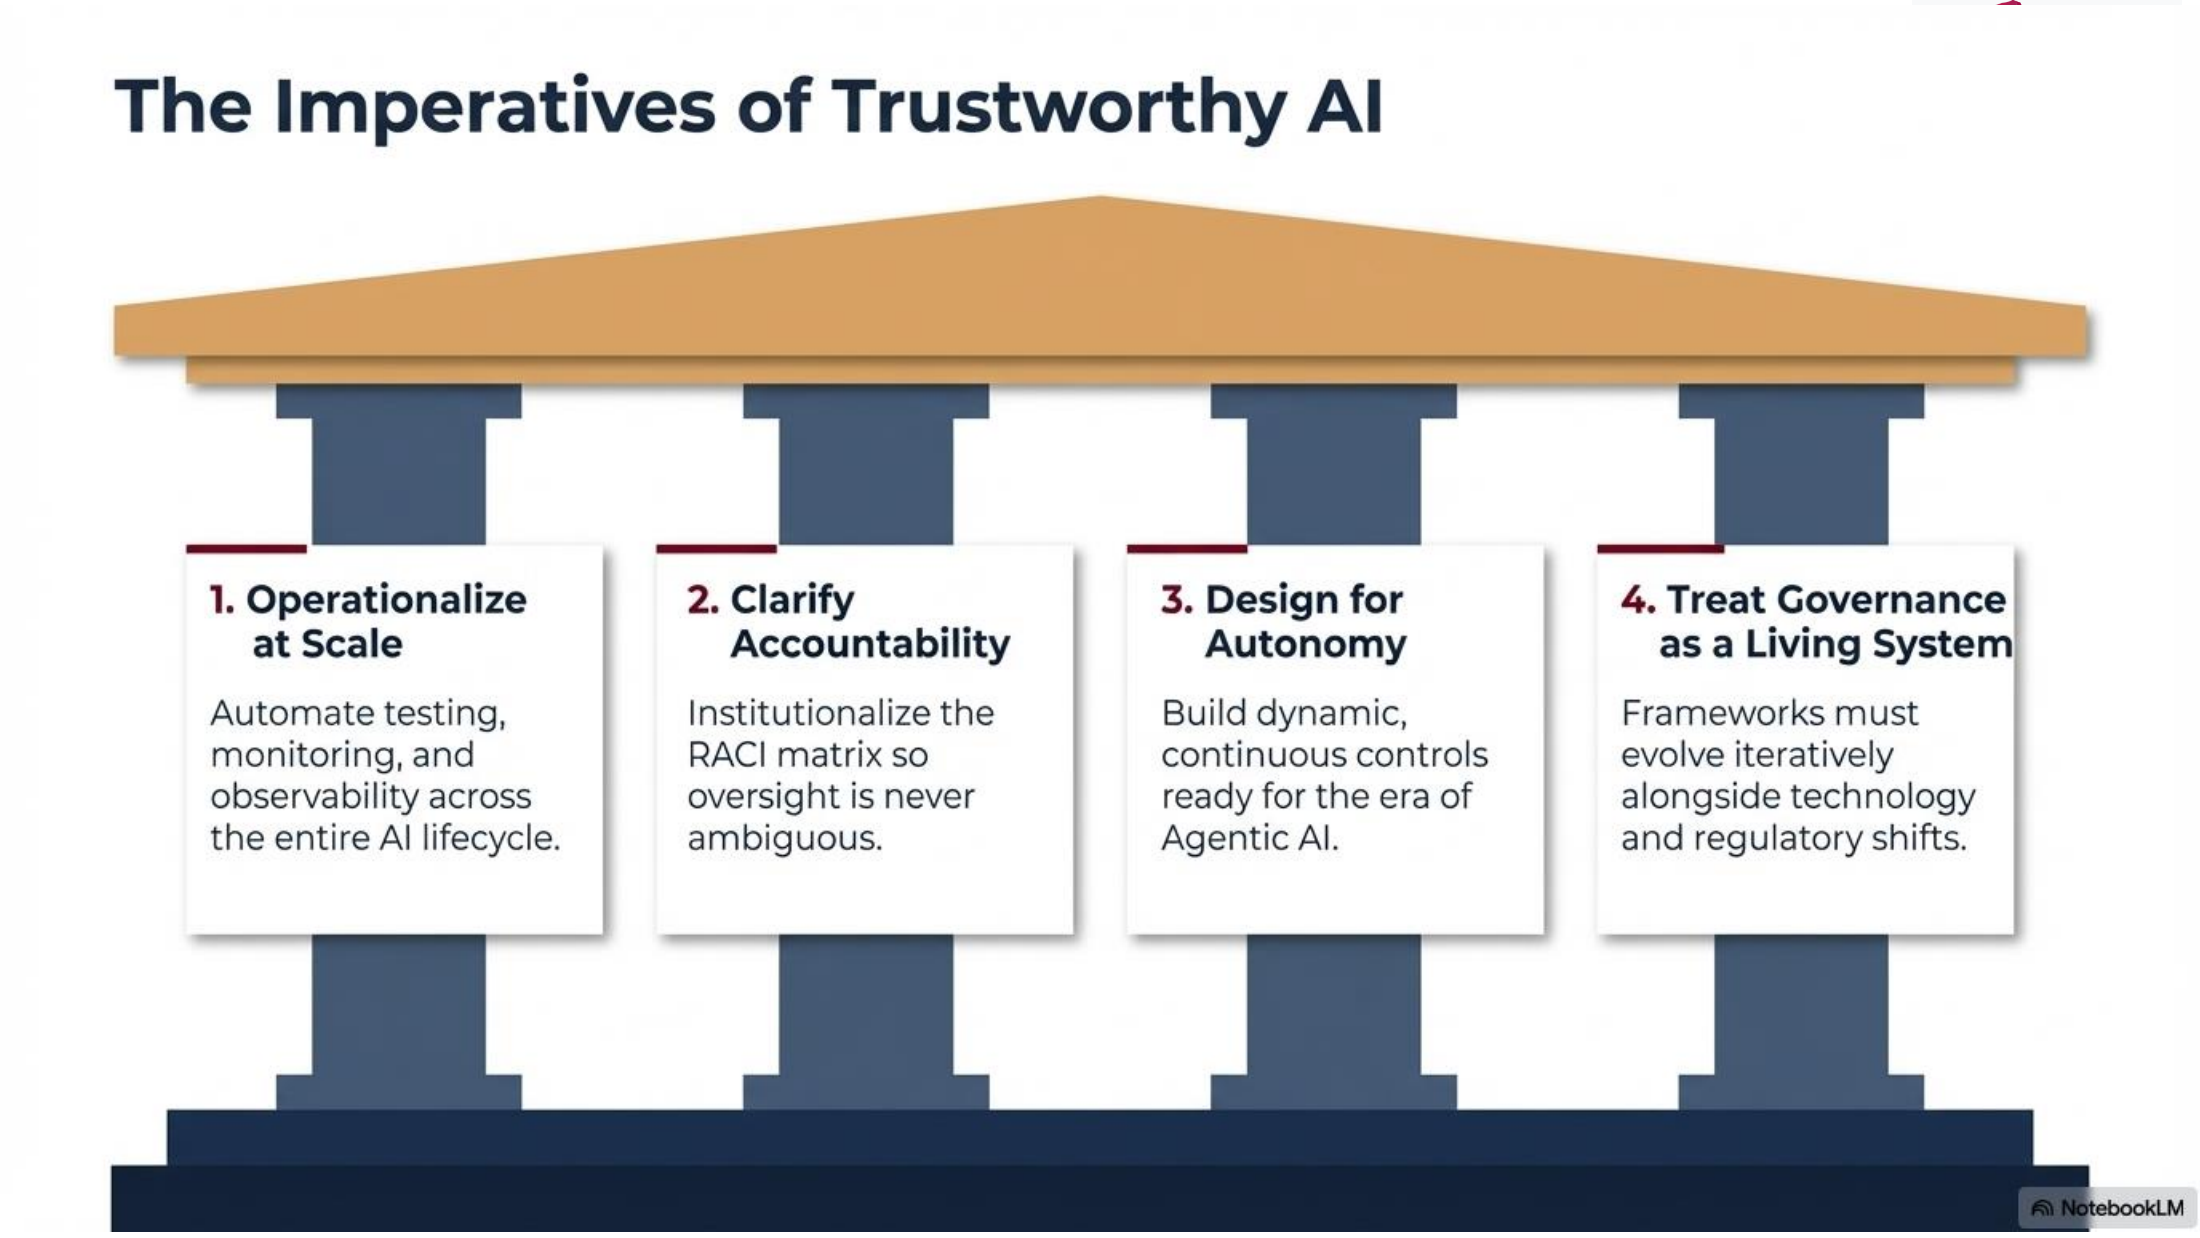 The Imperatives of Trustworthy AI
1. Operationalize
at Scale
Automate testing,
monitoring, and
observability across
the entire AI lifecycle.
2. Clarify
Accountability
Institutionalize the
RACI matrix so
oversight is never
ambiguous.
3. Design for
Autonomy
Build dynamic,
continuous controls
ready for the era of
Agentic AI.
4. Treat Governance
as a Living System
Frameworks must
evolve iteratively
alongside technology
and regulatory shifts.
NotebookLM